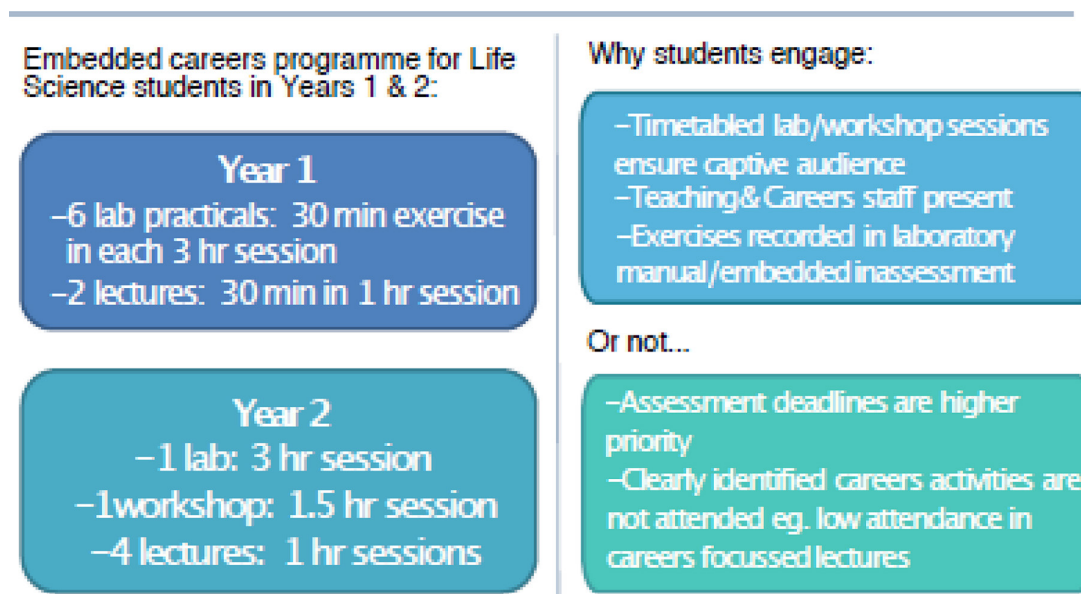 Embedded careers programme for Life
Science students in Years 1 & 2:
Year 1
–6 lab practicals: 30 min exercise
in each 3 hr session
–2 lectures: 30 min in 1 hr session
Year 2
–1 lab: 3 hr session
–1workshop: 1.5 hr session
–4 lectures: 1 hr sessions
Why students engage:
–Timetabled lab/workshop sessions
ensure captive audience
–Teaching& Careers staff present
–Exercises recorded in laboratory
manual/embedded inassessment
Or not...
–Assessment deadlines are higher
priority
–Clearly identified careers activities are
not attended eg. low attendance in
careers focussed lectures